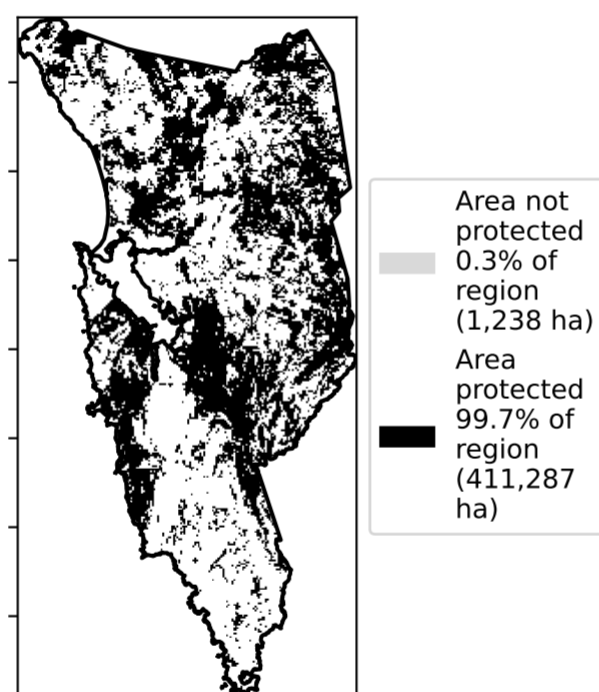 Area not
protected
0.3% of
region
(1,238 ha)
Area
protected
99.7% of
region
(411,287
ha)